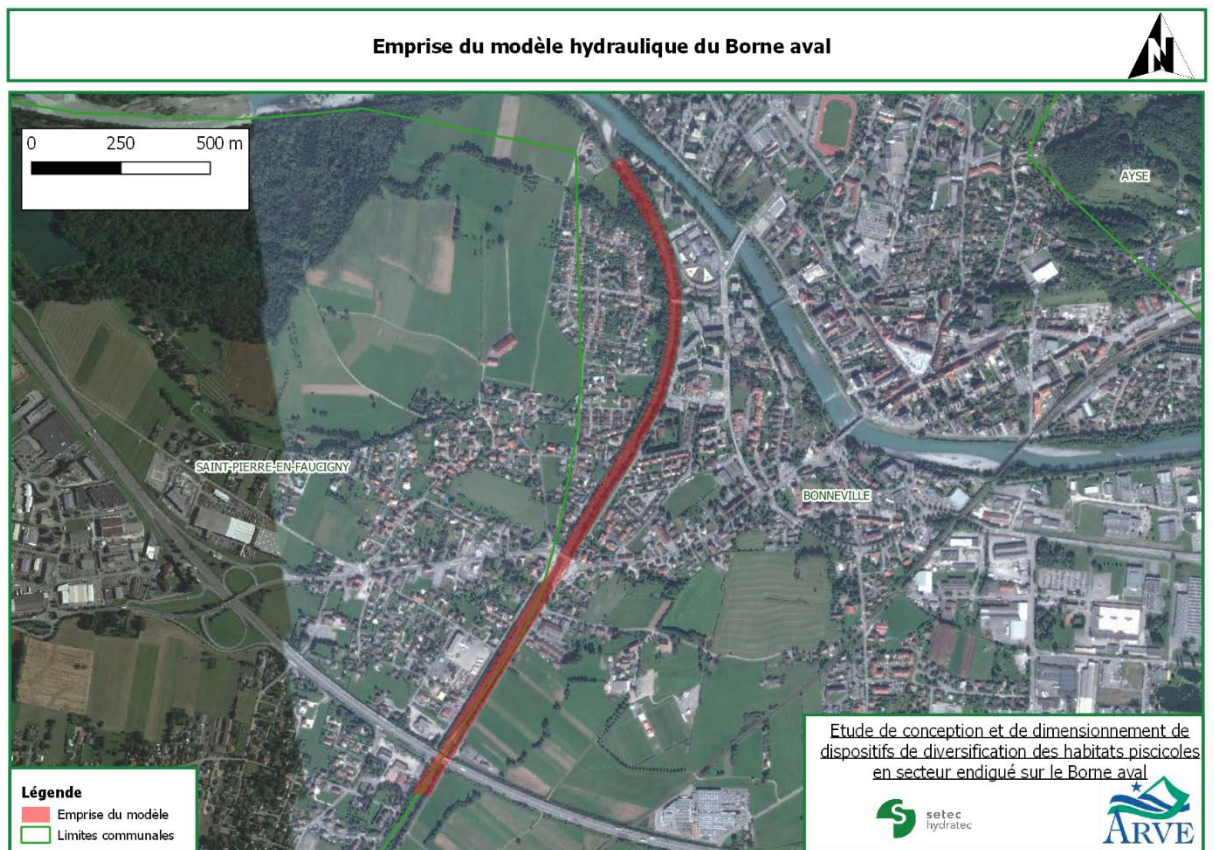 Emprise du modèle hydraulique du Borne aval
N
0 250 500 m
AYSE
SAINT-PIERRE-EN-FAUCIGNY
BONNEVILLE
Légende
Emprise du modèle
Limites communales
Etude de conception et de dimensionnement de
dispositifs de diversification des habitats piscicoles
en secteur endigué sur le Borne aval
S
setec
hydratec
ARVE